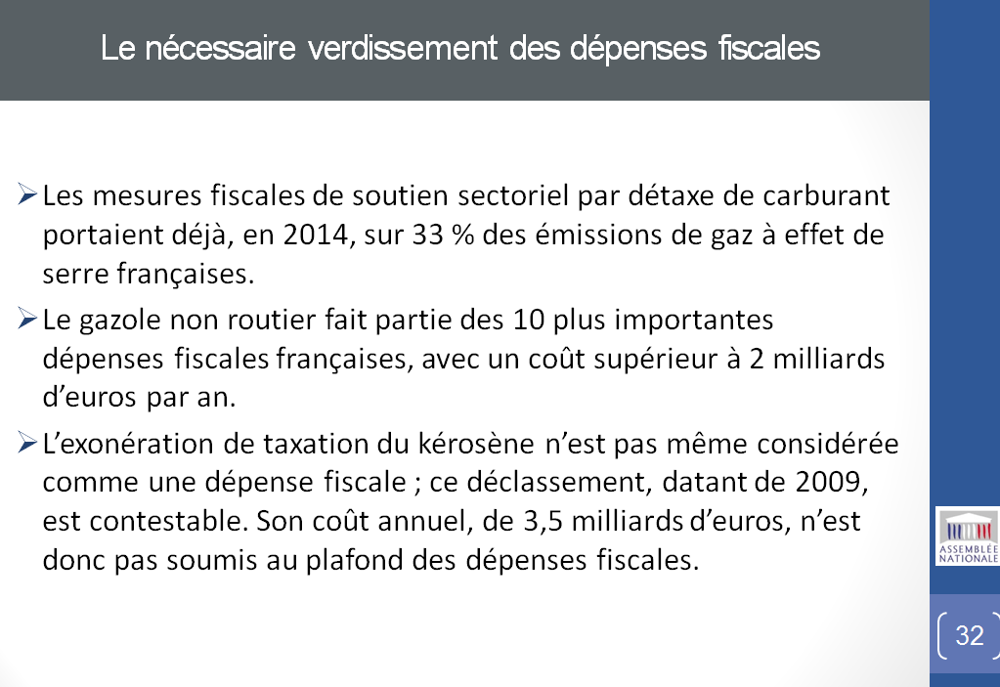 Le nécessaire verdissement des dépenses fiscales
➢Les mesures fiscales de soutien sectoriel par détaxe de carburant
portaient déjà, en 2014, sur 33 % des émissions de gaz à effet de
serre françaises.
➢Le gazole non routier fait partie des 10 plus importantes
dépenses fiscales françaises, avec un coût supérieur à 2 milliards
d’euros par an.
➢L’exonération de taxation du kérosène n’est pas même considérée
comme une dépense fiscale ; ce déclassement, datant de 2009,
est contestable. Son coût annuel, de 3,5 milliards d’euros, n’est
donc pas soumis au plafond des dépenses fiscales.
ASSEMBLÉE
NATIONALE
32